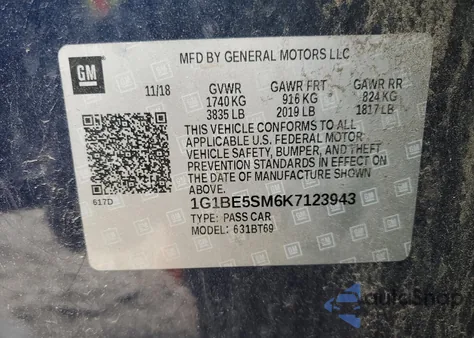 MFD BY GENERAL MOTORS LLC
GM
11/18 GVWR GAWR FRT GAWR RR
1740 KG 916 KG 824 KG
3835 LB 2019 LB 1817 LB
THIS VEHICLE CONFORMS TO ALL
APPLICABLE U.S. FEDERAL MOTOR
VEHICLE SAFETY, BUMPER, AND THEFT
PREVENTION STANDARDS IN EFFECT ON
THE DATE OF MANUFACTURE SHOWN
ABOVE.
617D
1G1BE5SM6K7123943
TYPE: PASS CAR
MODEL: 631BT69
autoSnap